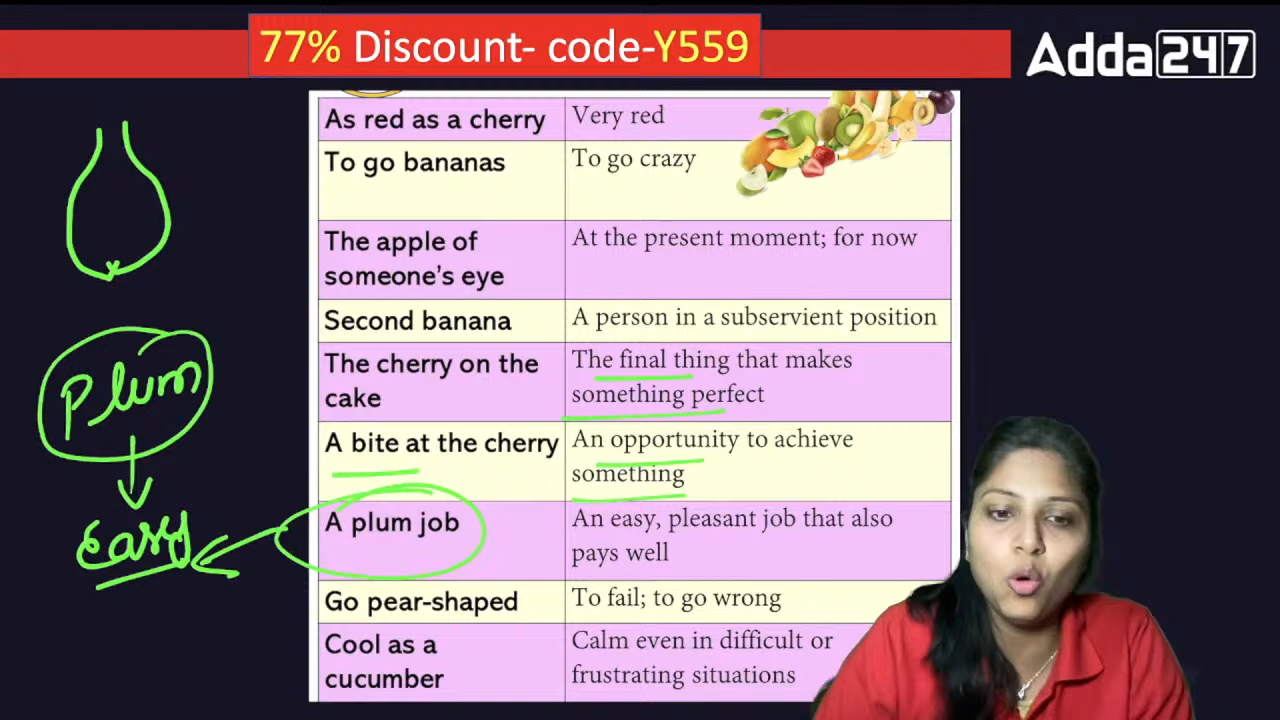 77% Discount- code-Y559
Adda247
As red as a cherry
Very red
To go bananas
To go crazy
The apple of
someone's eye
At the present moment; for now
Second banana
A person in a subservient position
The cherry on the
cake
The final thing that makes
something perfect
A bite at the cherry
An opportunity to achieve
something
A plum job
An easy, pleasant job that also
pays well
Go pear-shaped
To fail; to go wrong
Cool as a
cucumber
Calm even in difficult or
frustrating situations
Plum
Easy